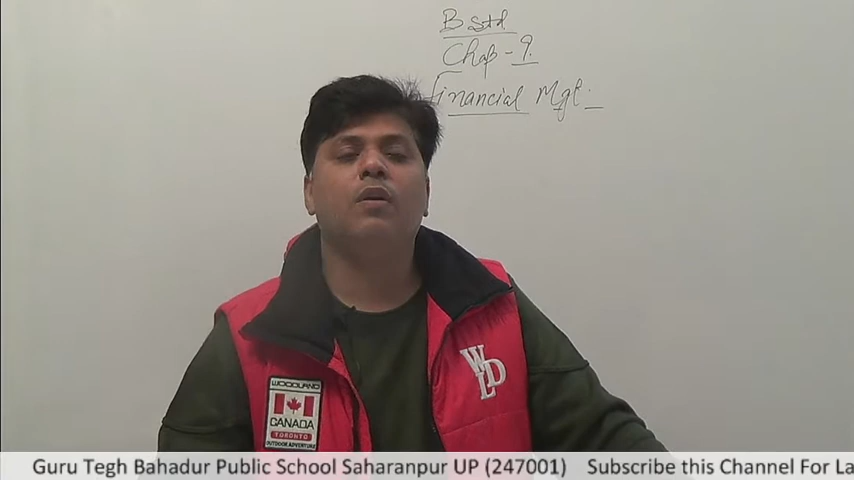 B std
Chap - 9.
financial Mgt.
WLD
WOODLAND
CANADA
TORONTO
OUTDOOR ADVENTURE
Guru Tegh Bahadur Public School Saharanpur UP (247001) Subscribe this Channel For La